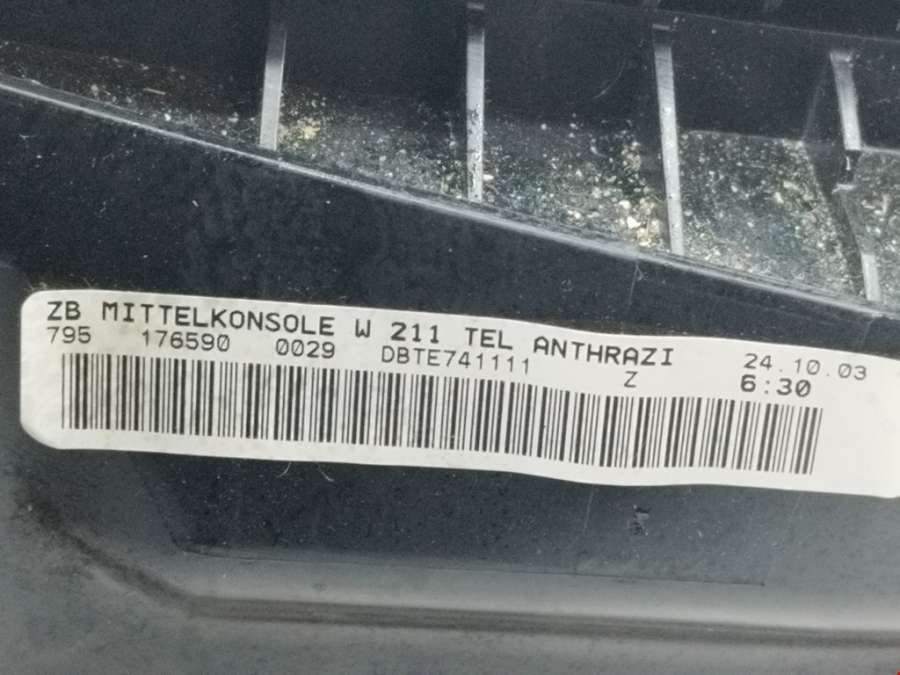 ZB MITTELKONSOLE W 211 TEL ANTHRAZI 24.10.03
795 176590 0029 DBTE741111 Z 6:30